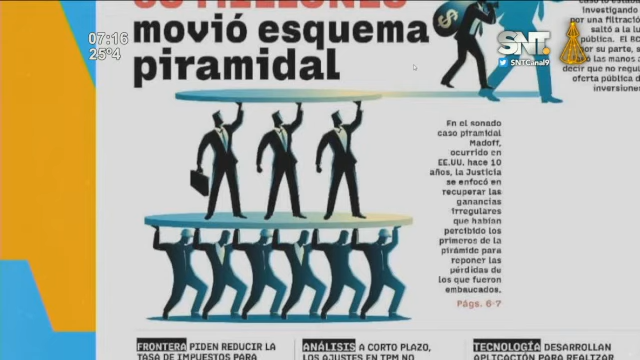 07:16
25°4
MILLONES
movió esquema
piramidal
investigando
por una filtración
saltó a la luz
pública. El BC
por su parte, s
las manos a
decir que no regul
oferta pública d
inversiones
SNT
SNTCanal9
En el sonado
caso piramidal
Madoff,
ocurrido en
EE.UU. hace 10
años, la Justicia
se enfocó en
recuperar las
ganancias
irregulares
que habían
percibido los
primeros de la
pirámide para
reponer las
pérdidas de
los que fueron
embaucados.
Págs. 6-7
FRONTERA PIDEN REDUCIR LA
TASA DE IMPUESTOS PARA
ANÁLISIS A CORTO PLAZO,
LOS AJUSTES EN TPM NO
TECNOLOGÍA DESARROLLAN
APLICACIÓN PARA REALIZAR